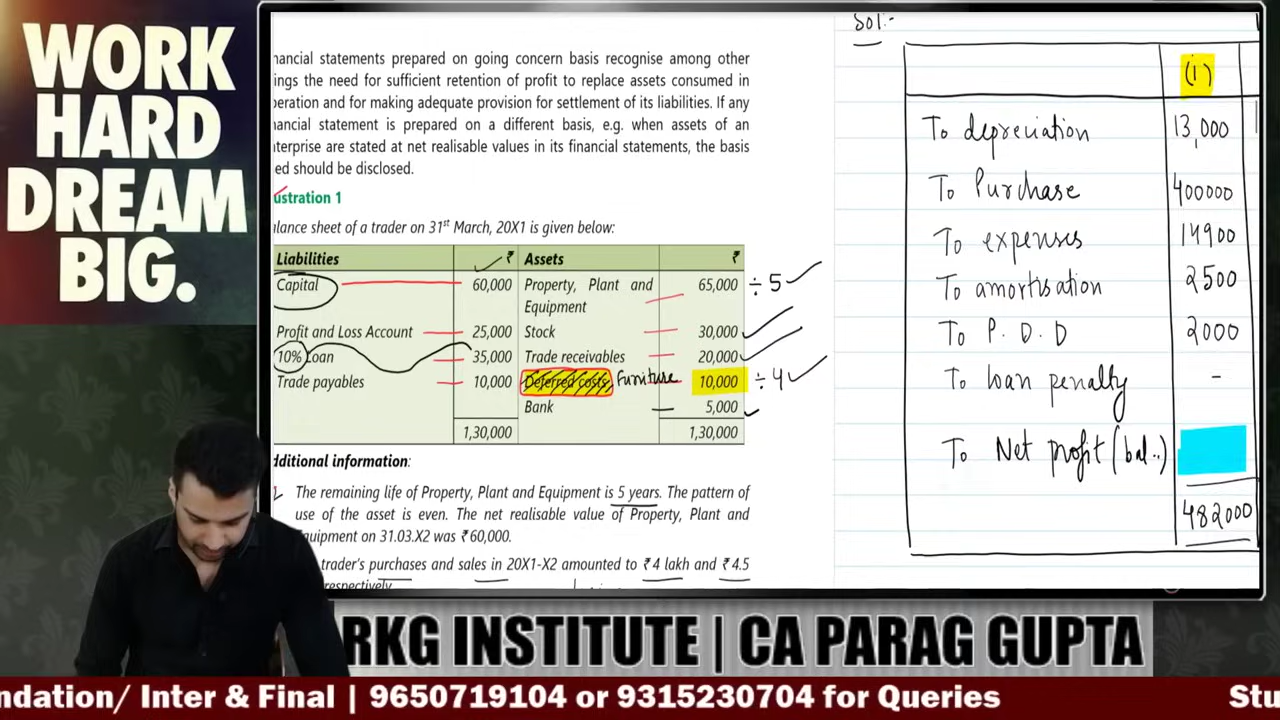 WORK
HARD
DREAM
BIG.
nancial statements prepared on going concern basis recognise among other
ings the need for sufficient retention of profit to replace assets consumed in
eration and for making adequate provision for settlement of its liabilities. If any
nancial statement is prepared on a different basis, e.g. when assets of an
terprise are stated at net realisable values in its financial statements, the basis
ed should be disclosed.
ustration 1
alance sheet of a trader on 31st March, 20X1 is given below:
Liabilities ₹ Assets ₹
Capital 60,000 Property, Plant and 65,000 ÷ 5
Equipment
Profit and Loss Account 25,000 Stock 30,000
10% Loan 35,000 Trade receivables 20,000
Trade payables 10,000 Deferred costs Furniture 10,000 ÷ 4
Bank 5,000
1,30,000 1,30,000
dditional information:
The remaining life of Property, Plant and Equipment is 5 years. The pattern of
use of the asset is even. The net realisable value of Property, Plant and
quipment on 31.03.X2 was ₹ 60,000.
trader's purchases and sales in 20X1-X2 amounted to ₹ 4 lakh and ₹ 4.5
respectively.
Sol:-
(i)
To depreciation 13,000
To Purchase 400000
To expenses 14900
To amortisation 2500
To P.D.D 2000
To loan penalty -
To Net profit (bal..)
482000
RKG INSTITUTE | CA PARAG GUPTA
ndation/ Inter & Final | 9650719104 or 9315230704 for Queries Stu